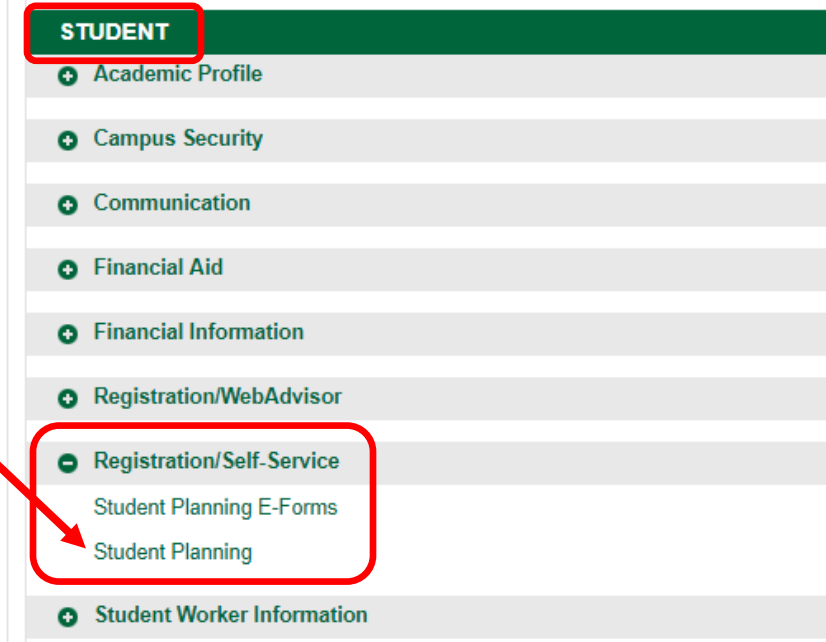 STUDENT
Academic Profile
Campus Security
Communication
Financial Aid
Financial Information
Registration/WebAdvisor
Registration/Self-Service
Student Planning E-Forms
Student Planning
Student Worker Information